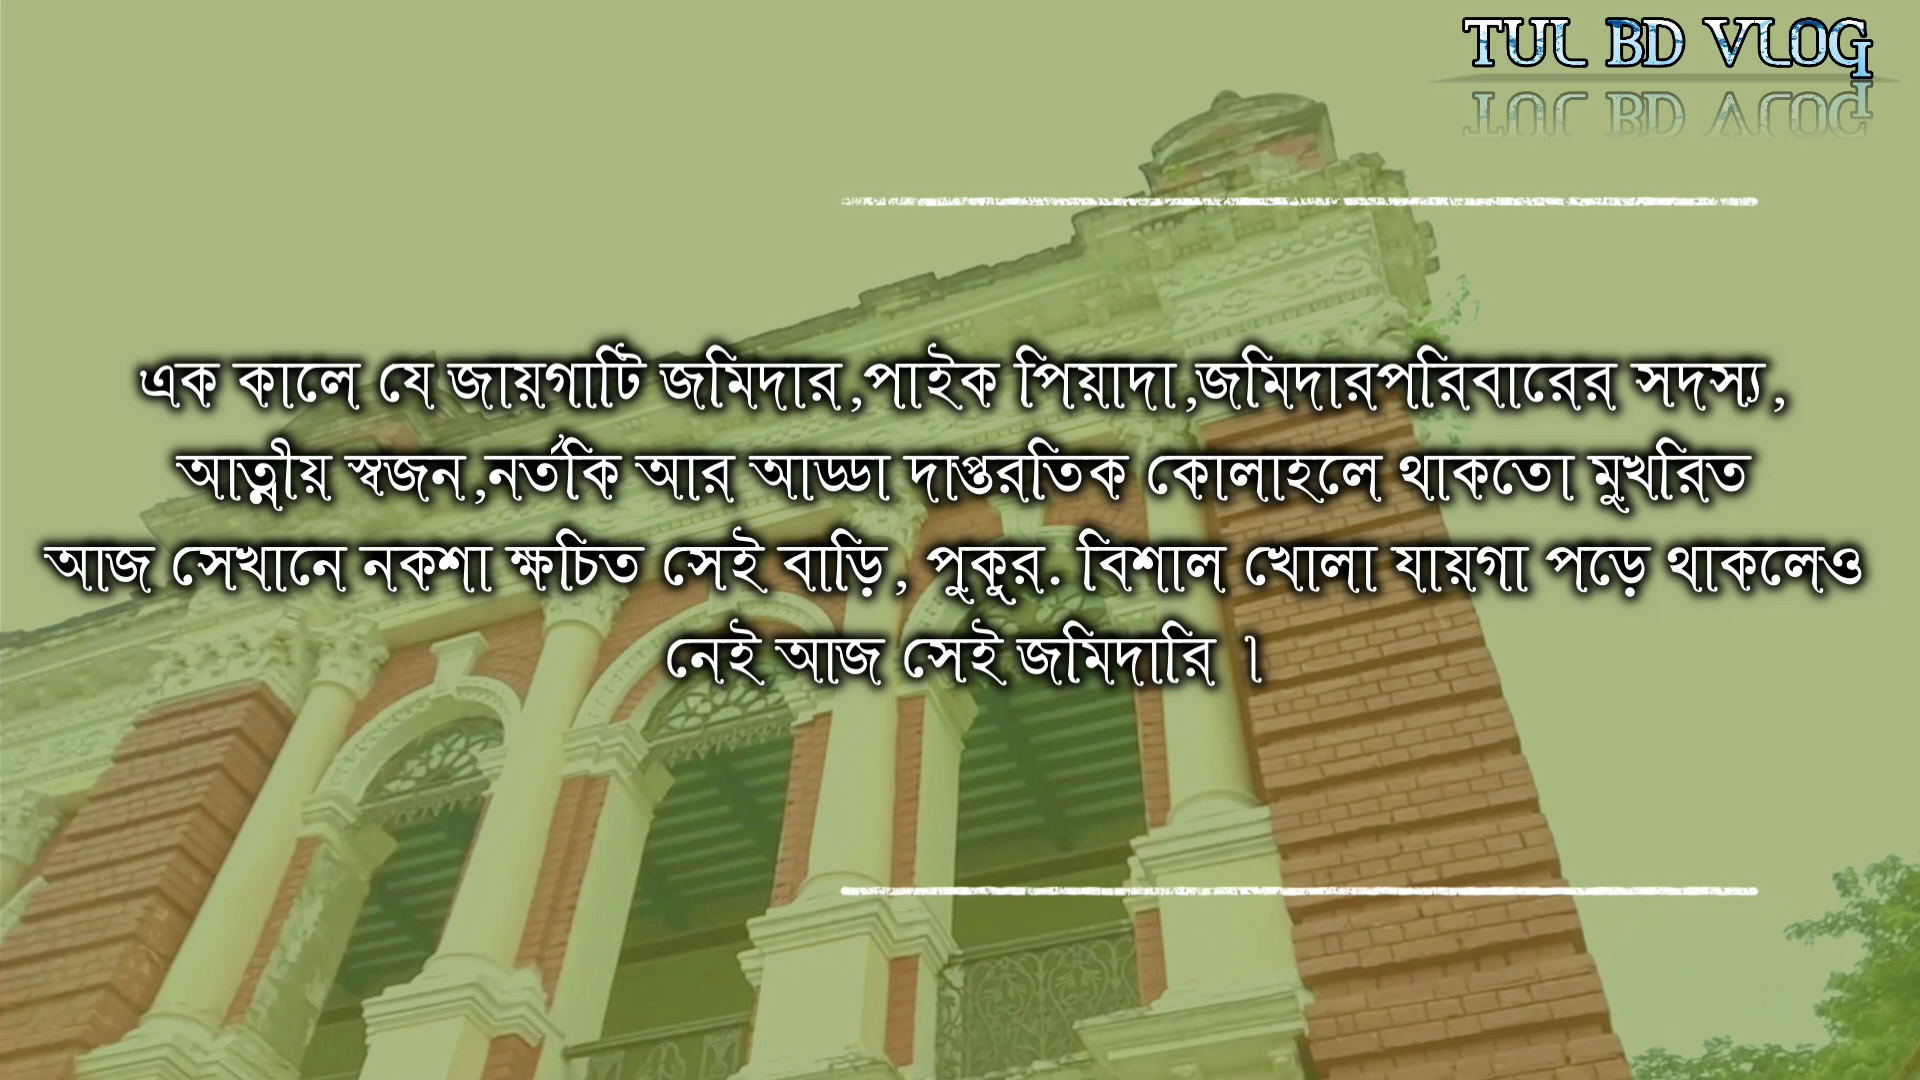 TUL BD VLOG
এক কালে যে জায়গাটি জমিদার,পাইক পিয়াদা,জমিদারপরিবারের সদস্য,
আত্নীয় স্বজন,নর্তকি আর আড্ডা দাপ্তরতিক কোলাহলে থাকতো মুখরিত
আজ সেখানে নকশা ক্ষচিত সেই বাড়ি, পুকুর. বিশাল খোলা যায়গা পড়ে থাকলেও
নেই আজ সেই জমিদারি ।